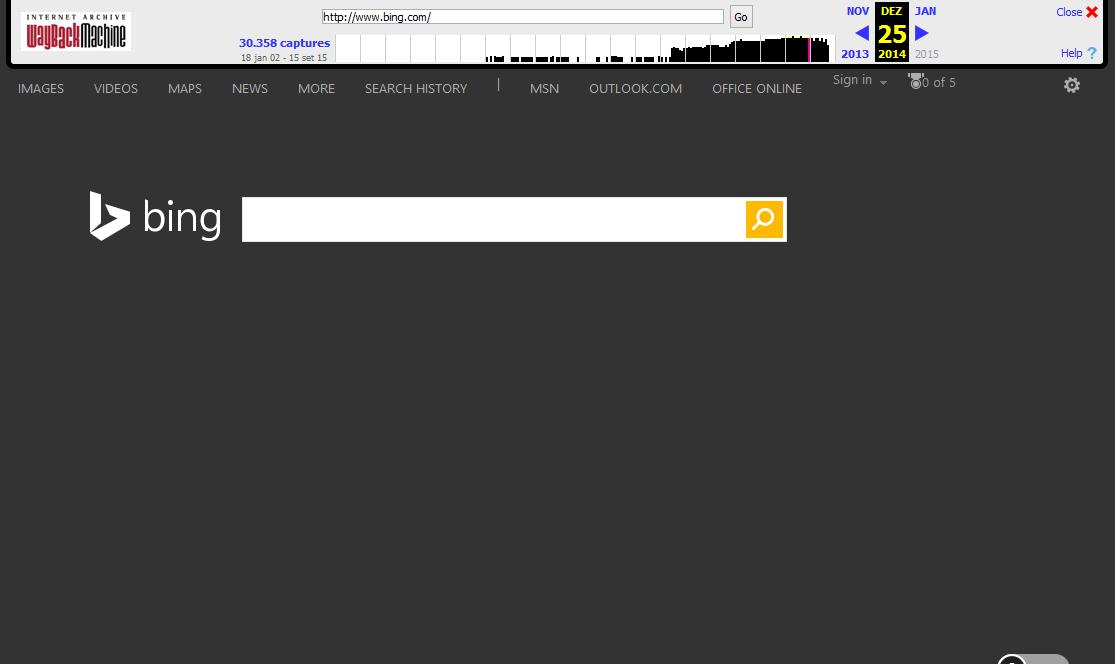 INTERNET ARCHIVE
WayBackMachine
http://www.bing.com/
Go
30.358 captures
18 jan 02 - 15 set 15
NOV DEZ JAN
25
2013 2014 2015
Close
Help ?
IMAGES VIDEOS MAPS NEWS MORE SEARCH HISTORY | MSN OUTLOOK.COM OFFICE ONLINE Sign in 0 of 5
bing